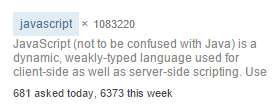 javascript × 1083220
JavaScript (not to be confused with Java) is a
dynamic, weakly-typed language used for
client-side as well as server-side scripting. Use
681 asked today, 6373 this week